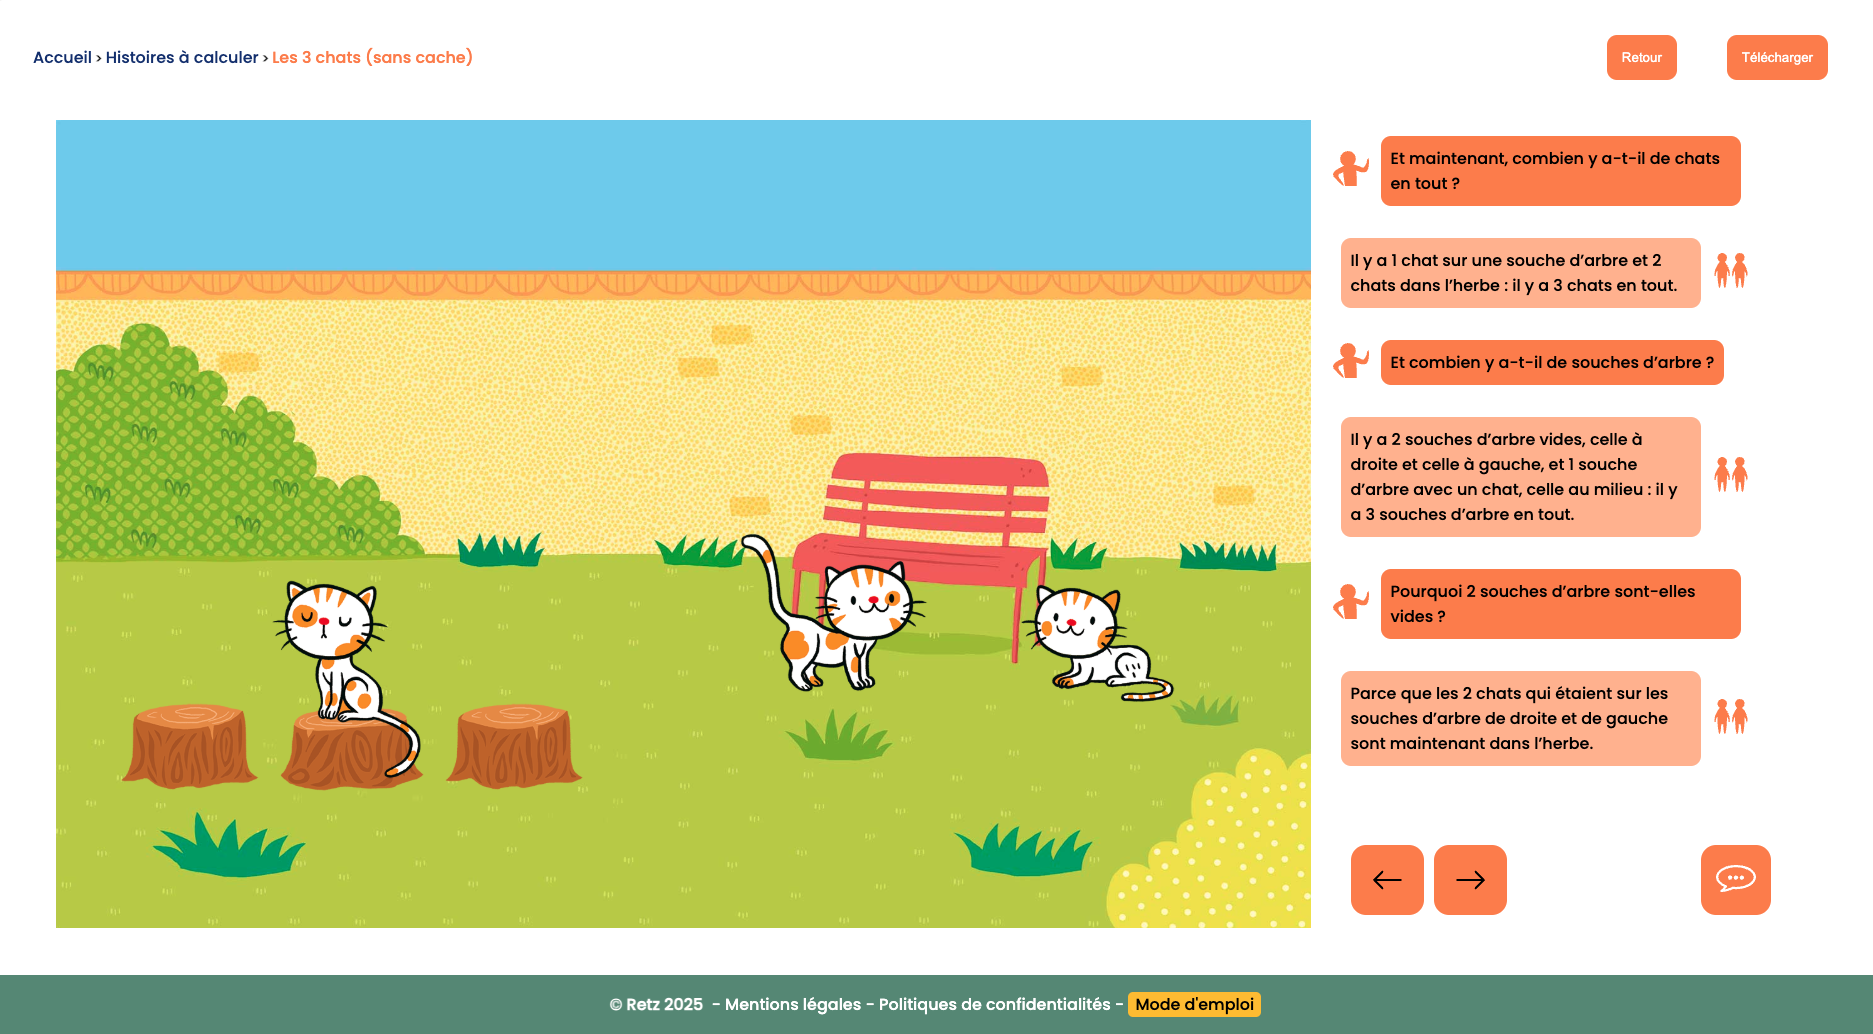 Accueil > Histoires à calculer > Les 3 chats (sans cache)
Retour
Télécharger
Et maintenant, combien y a-t-il de chats
en tout ?
Il y a 1 chat sur une souche d’arbre et 2
chats dans l’herbe : il y a 3 chats en tout.
Et combien y a-t-il de souches d’arbre ?
Il y a 2 souches d’arbre vides, celle à
droite et celle à gauche, et 1 souche
d’arbre avec un chat, celle au milieu : il y
a 3 souches d’arbre en tout.
Pourquoi 2 souches d’arbre sont-elles
vides ?
Parce que les 2 chats qui étaient sur les
souches d’arbre de droite et de gauche
sont maintenant dans l’herbe.
© Retz 2025 - Mentions légales - Politiques de confidentialités - Mode d'emploi